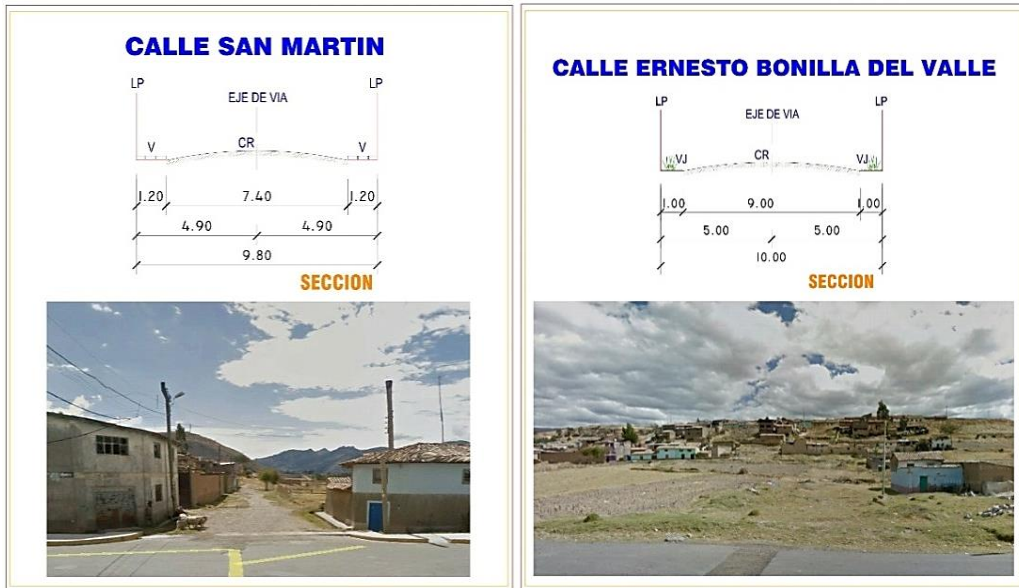 CALLE SAN MARTIN
LP LP
EJE DE VIA
V CR V
1.20 7.40 1.20
4.90 4.90
9.80
SECCION
CALLE ERNESTO BONILLA DEL VALLE
LP LP
EJE DE VIA
VJ CR VJ
1.00 9.00 1.00
5.00 5.00
10.00
SECCION